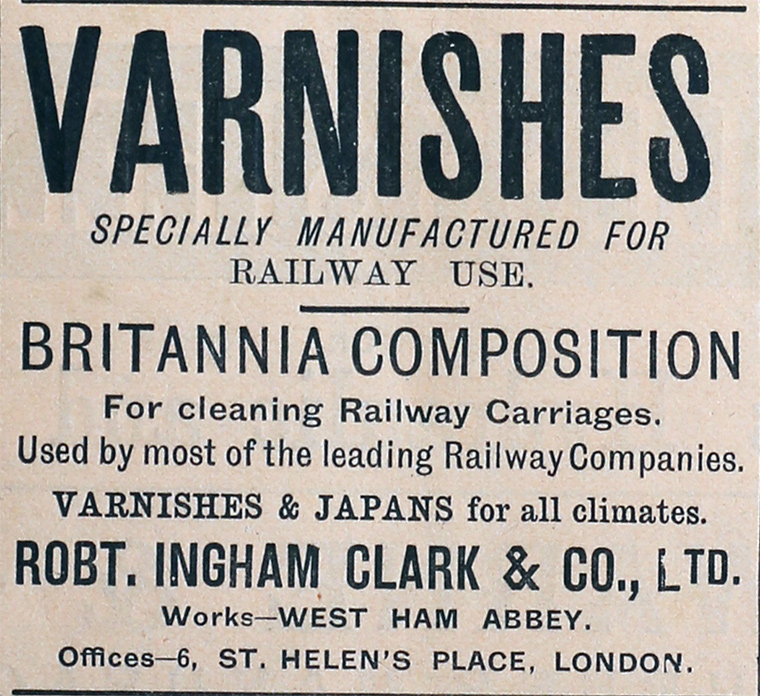 VARNISHES
SPECIALLY MANUFACTURED FOR
RAILWAY USE.
BRITANNIA COMPOSITION
For cleaning Railway Carriages.
Used by most of the leading Railway Companies.
VARNISHES & JAPANS for all climates.
ROBT. INGHAM CLARK & CO., LTD.
Works—WEST HAM ABBEY.
Offices—6, ST. HELEN'S PLACE, LONDON.